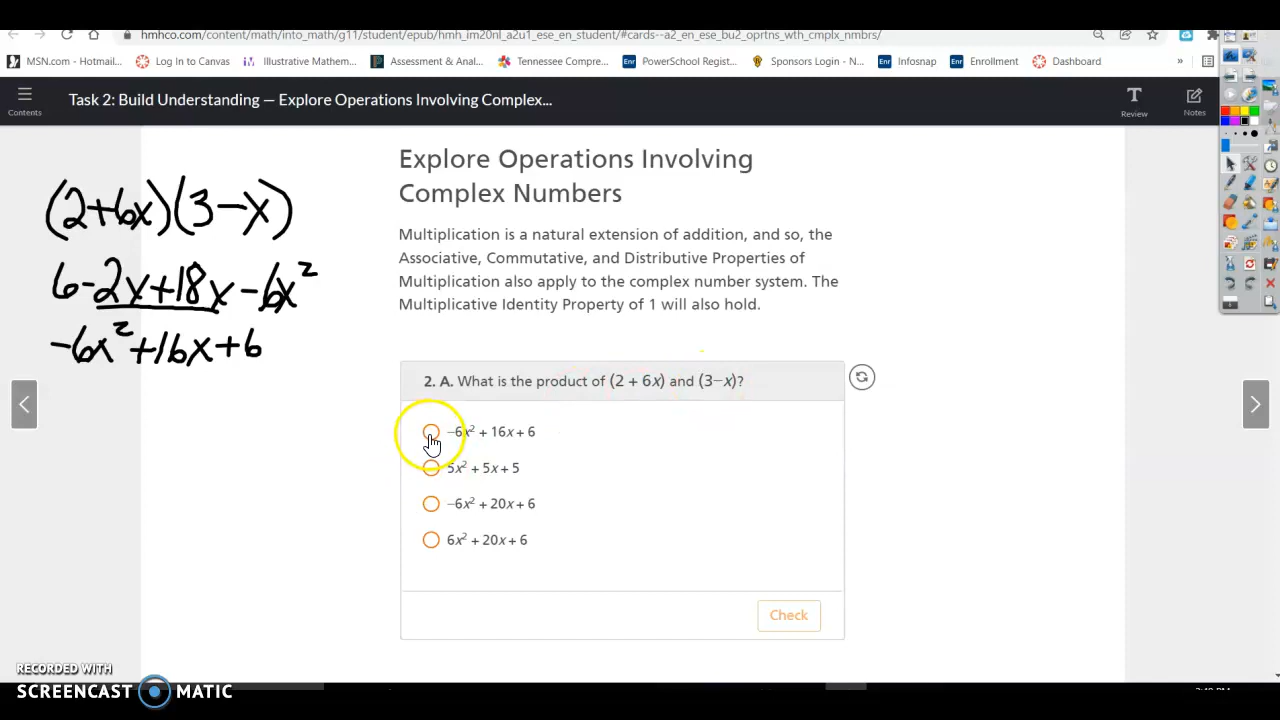 hmhco.com/content/math/into_math/g11/student/epub/hmh_im20nl_a2u1_ese_en_student/#cards--a2_en_ese_bu2_oprtns_wth_cmplx_nmbrs/
MSN.com - Hotmail... Log In to Canvas Illustrative Mathem... Assessment & Anal... Tennessee Compre... Enr PowerSchool Regist... Sponsors Login - N... Enr Infosnap Enr Enrollment Dashboard »
Contents
Task 2: Build Understanding — Explore Operations Involving Complex...
T Review
Notes
(2+6x)(3-x)
6-2x+18x-6x²
-6x²+16x+6
Explore Operations Involving
Complex Numbers
Multiplication is a natural extension of addition, and so, the
Associative, Commutative, and Distributive Properties of
Multiplication also apply to the complex number system. The
Multiplicative Identity Property of 1 will also hold.
2. A. What is the product of (2 + 6x) and (3−x)?
−6x² + 16x + 6
5x² + 5x + 5
−6x² + 20x + 6
6x² + 20x + 6
Check
RECORDED WITH
SCREENCAST MATIC